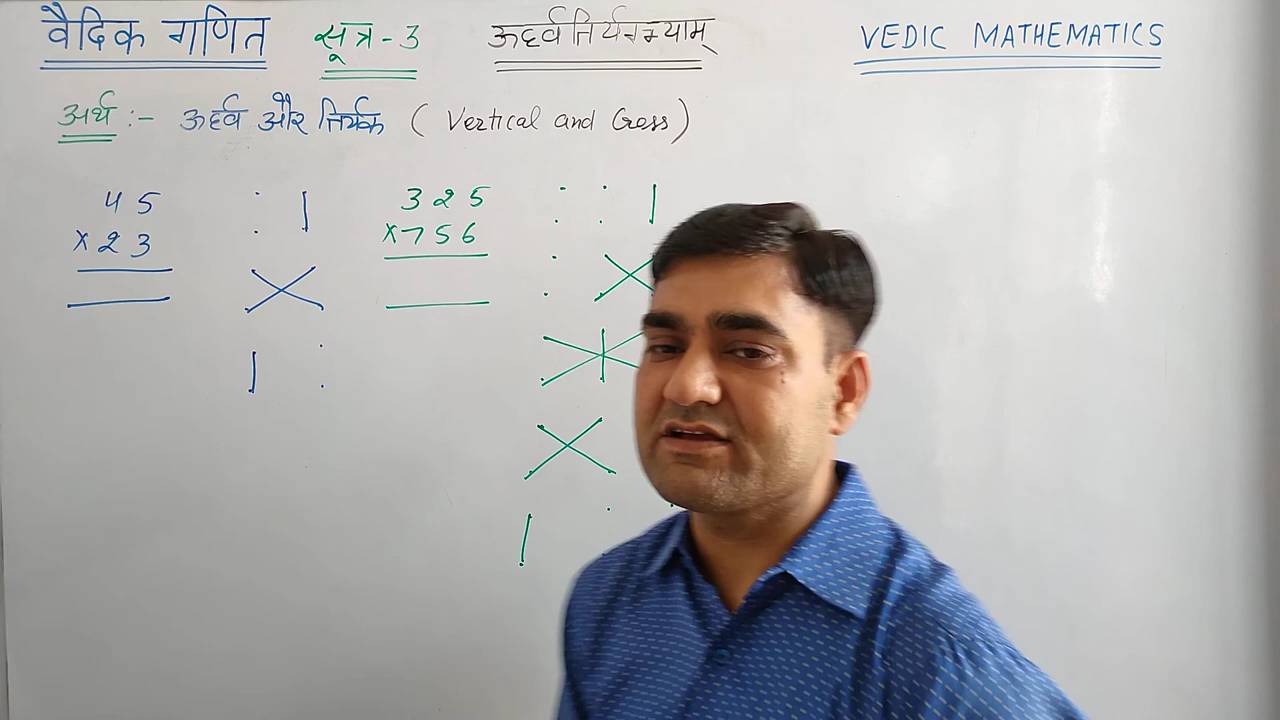 वैदिक गणित सूत्र-3 ऊर्ध्वतिर्यग्भ्याम् VEDIC MATHEMATICS
अर्थ :- ऊर्ध्व और तिर्यक ( Vertical and Cross )
45 325
×23 ×756